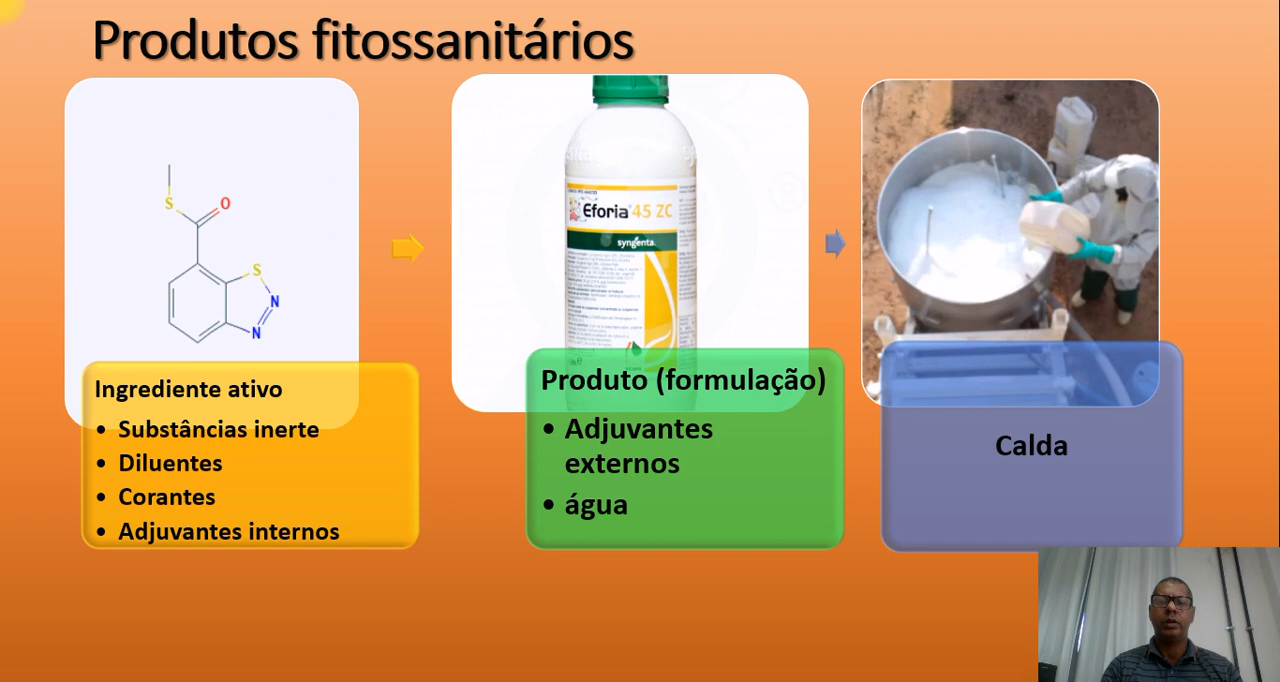 Produtos fitossanitários
S
O
S
N
N
Eforia 45 ZC
syngenta
Ingrediente ativo
• Substâncias inerte
• Diluentes
• Corantes
• Adjuvantes internos
Produto (formulação)
• Adjuvantes
externos
• água
Calda
®